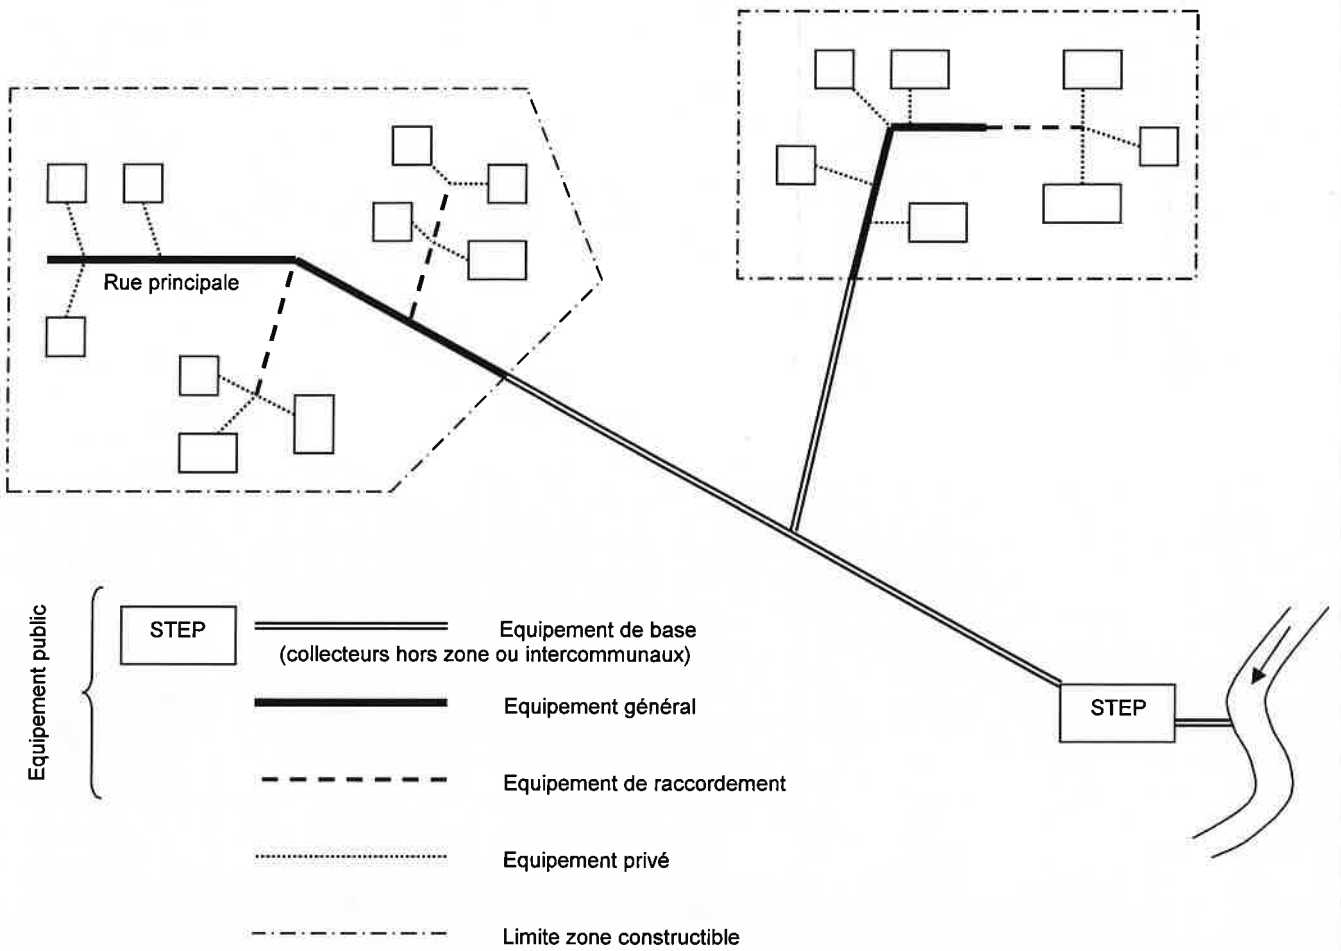 Rue principale
Equipement public
STEP
Equipement de base
(collecteurs hors zone ou intercommunaux)
Equipement général
STEP
Equipement de raccordement
Equipement privé
Limite zone constructible